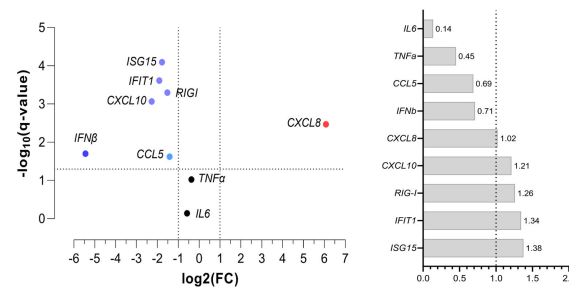 5
4
3
2
1
0
-log10(q-value)
ISG15
IFIT1
RIGI
CXCL10
CXCL8
IFNβ
CCL5
TNFα
IL6
-6 -5 -4 -3 -2 -1 0 1 2 3 4 5 6 7
log2(FC)
IL6 0.14
TNFa 0.45
CCL5 0.69
IFNb 0.71
CXCL8 1.02
CXCL10 1.21
RIG-I 1.26
IFIT1 1.34
ISG15 1.38
0.0 0.5 1.0 1.5